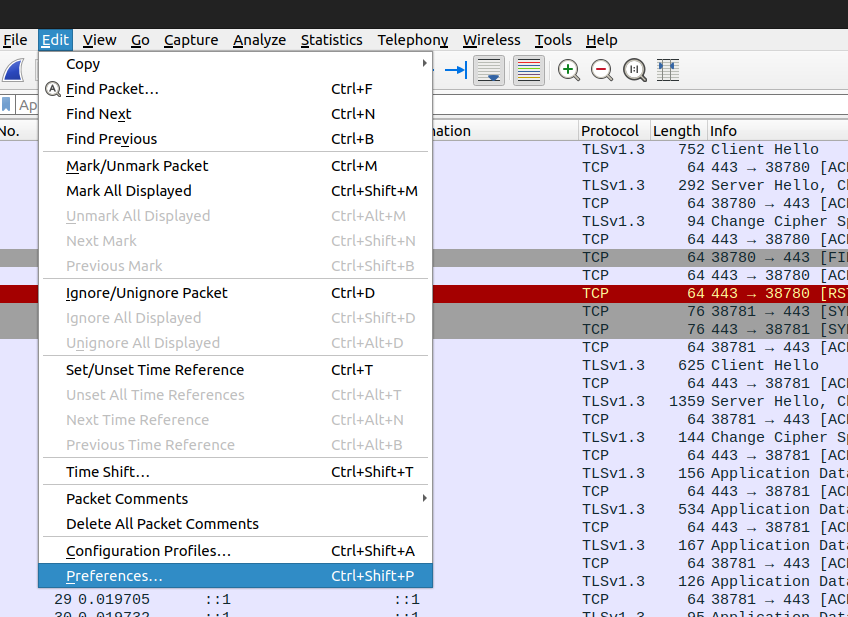 File Edit View Go Capture Analyze Statistics Telephony Wireless Tools Help
Copy
Find Packet... Ctrl+F
Find Next Ctrl+N
Find Previous Ctrl+B
Mark/Unmark Packet Ctrl+M
Mark All Displayed Ctrl+Shift+M
Unmark All Displayed Ctrl+Alt+M
Next Mark Ctrl+Shift+N
Previous Mark Ctrl+Shift+B
Ignore/Unignore Packet Ctrl+D
Ignore All Displayed Ctrl+Shift+D
Unignore All Displayed Ctrl+Alt+D
Set/Unset Time Reference Ctrl+T
Unset All Time References Ctrl+Alt+T
Next Time Reference Ctrl+Alt+N
Previous Time Reference Ctrl+Alt+B
Time Shift... Ctrl+Shift+T
Packet Comments
Delete All Packet Comments
Configuration Profiles... Ctrl+Shift+A
Preferences... Ctrl+Shift+P
Ap
No. nation Protocol Length Info
TLSv1.3 752 Client Hello
TCP 64 443 → 38780 [ACK
TLSv1.3 292 Server Hello, Ch
TCP 64 38780 → 443 [ACK
TLSv1.3 94 Change Cipher Sp
TCP 64 443 → 38780 [ACK
TCP 64 38780 → 443 [FIN
TCP 64 443 → 38780 [ACK
TCP 64 443 → 38780 [RST
TCP 76 38781 → 443 [SYN
TCP 76 443 → 38781 [SYN
TCP 64 38781 → 443 [ACK
TLSv1.3 625 Client Hello
TCP 64 443 → 38781 [ACK
TLSv1.3 1359 Server Hello, Ch
TCP 64 38781 → 443 [ACK
TLSv1.3 144 Change Cipher Sp
TCP 64 443 → 38781 [ACK
TLSv1.3 156 Application Data
TCP 64 443 → 38781 [ACK
TLSv1.3 534 Application Data
TCP 64 443 → 38781 [ACK
TLSv1.3 167 Application Data
TCP 64 443 → 38781 [ACK
TLSv1.3 126 Application Data
29 0.019705 ::1 ::1 TCP 64 38781 → 443 [ACK
30 0.019732 ::1 ::1 TLSv1.3 95 Application Data